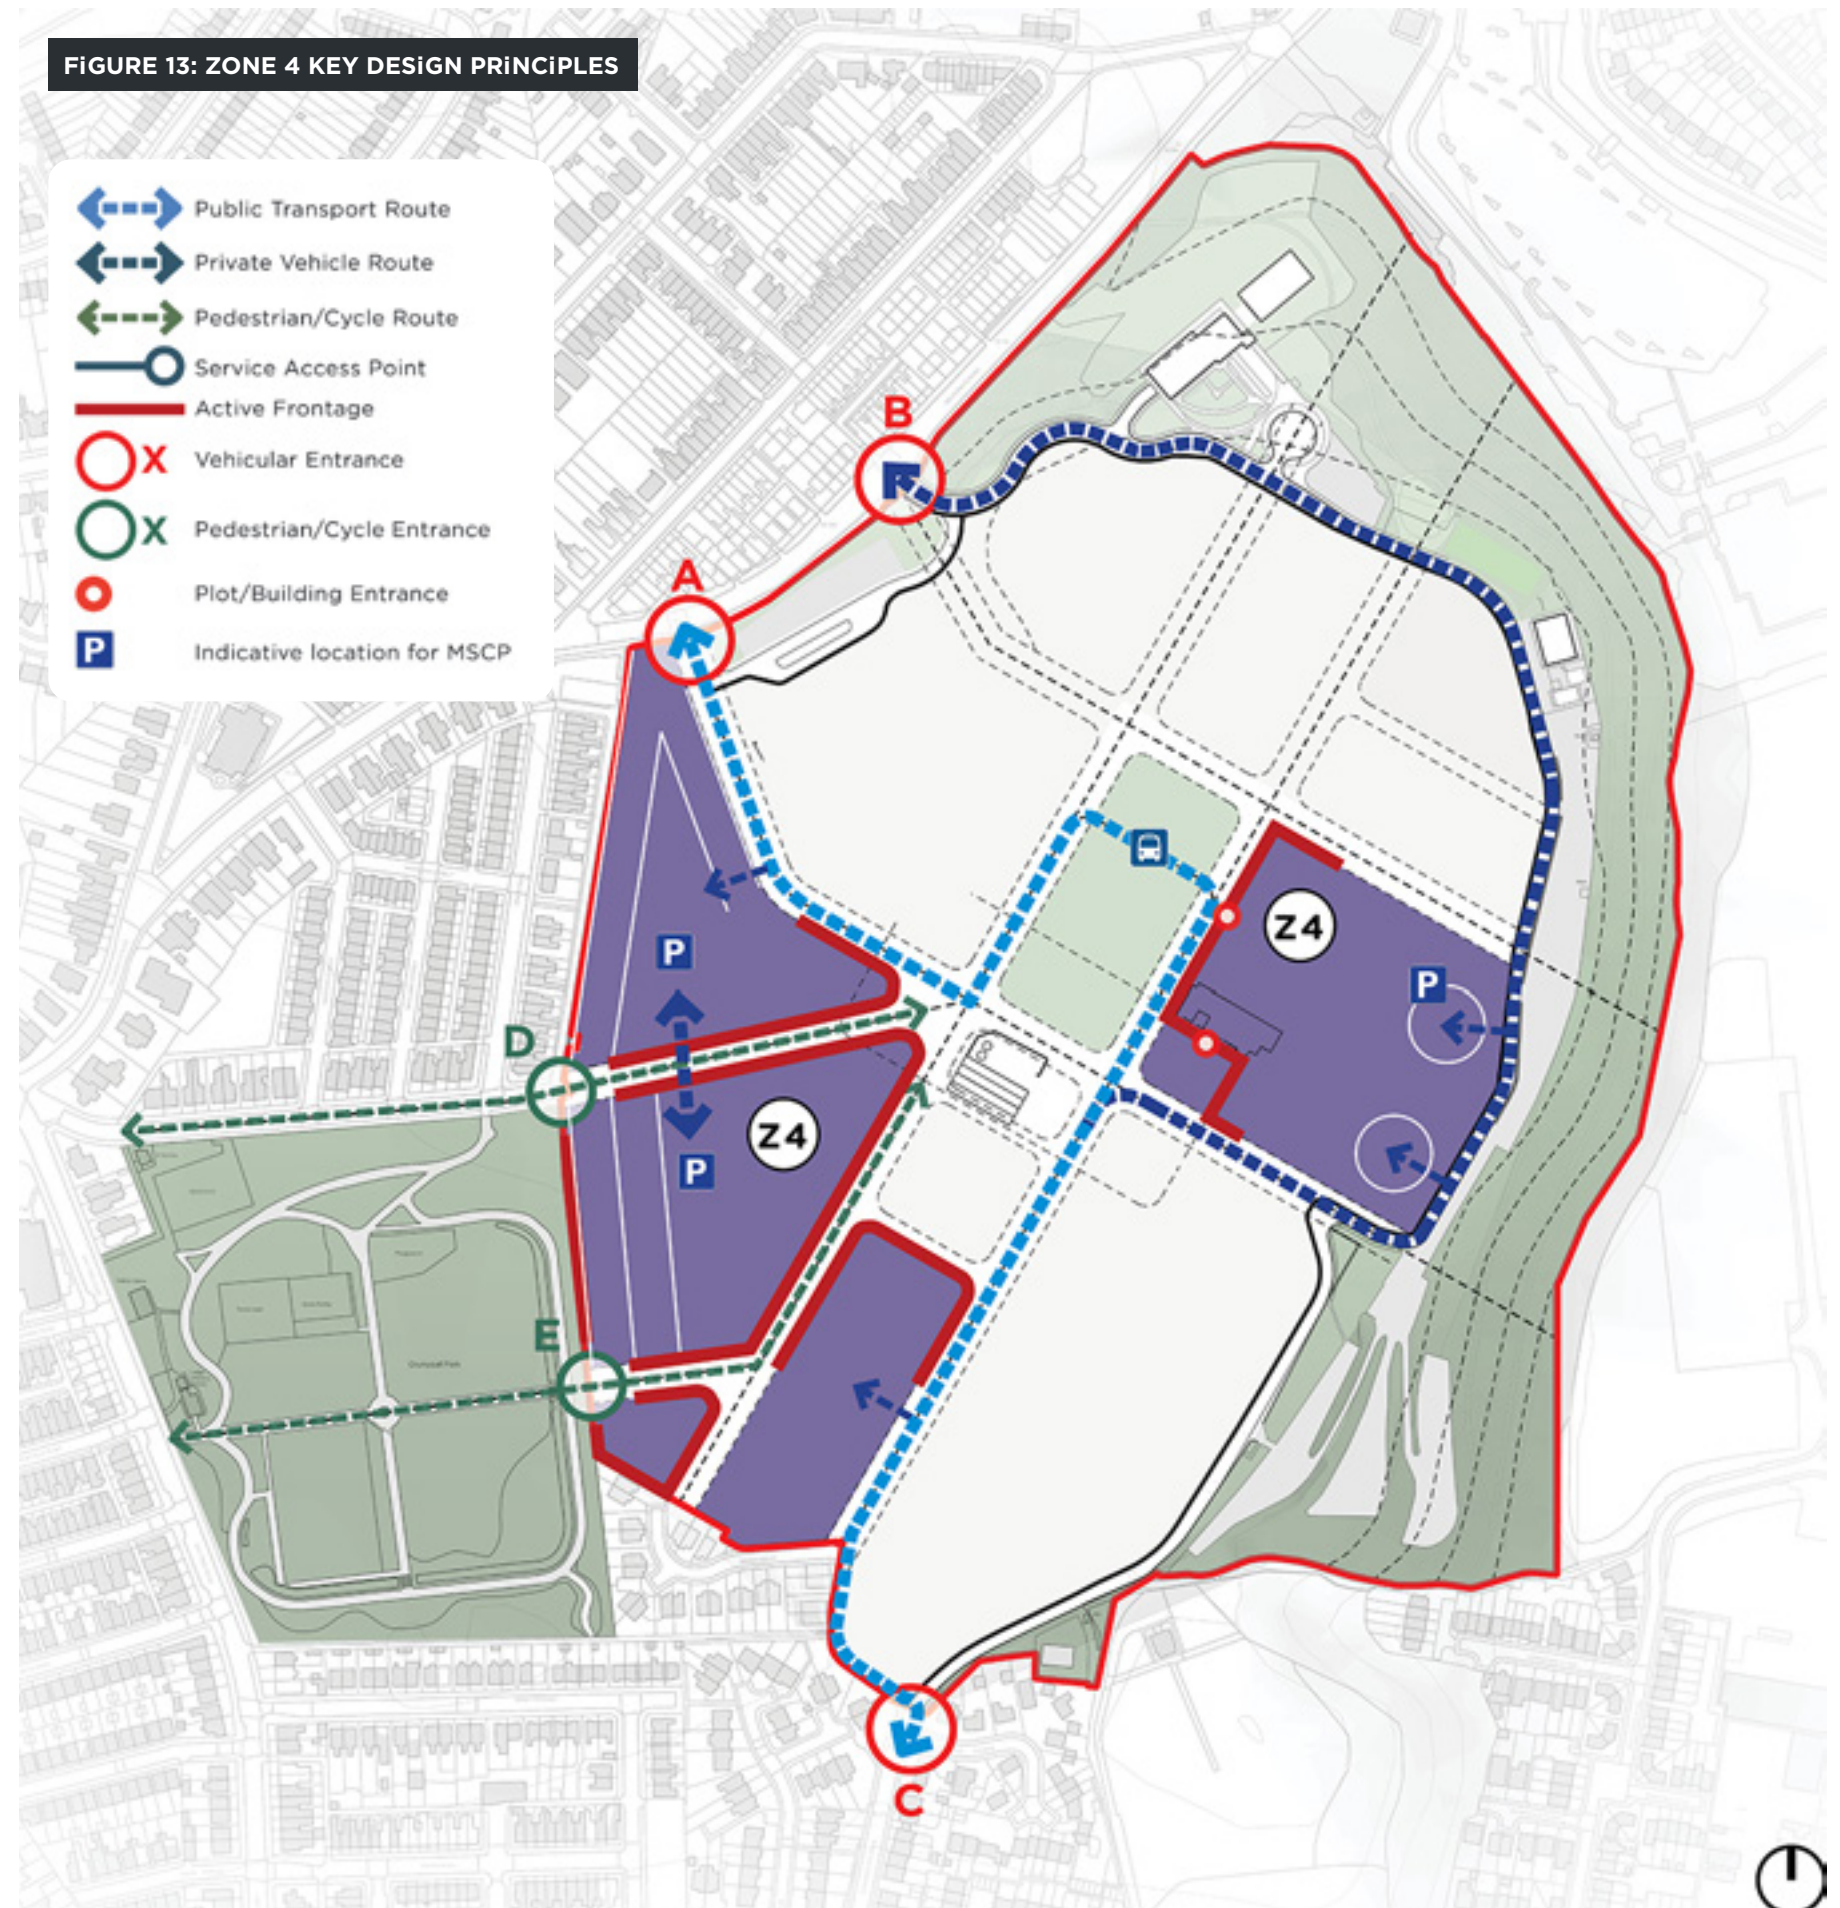 FiGURE 13: ZONE 4 KEY DESiGN PRiNCiPLES
Public Transport Route
Private Vehicle Route
Pedestrian/Cycle Route
Service Access Point
Active Frontage
X Vehicular Entrance
X Pedestrian/Cycle Entrance
Plot/Building Entrance
P Indicative location for MSCP
B
A
Z4
P
P
D
Z4
P
E
C